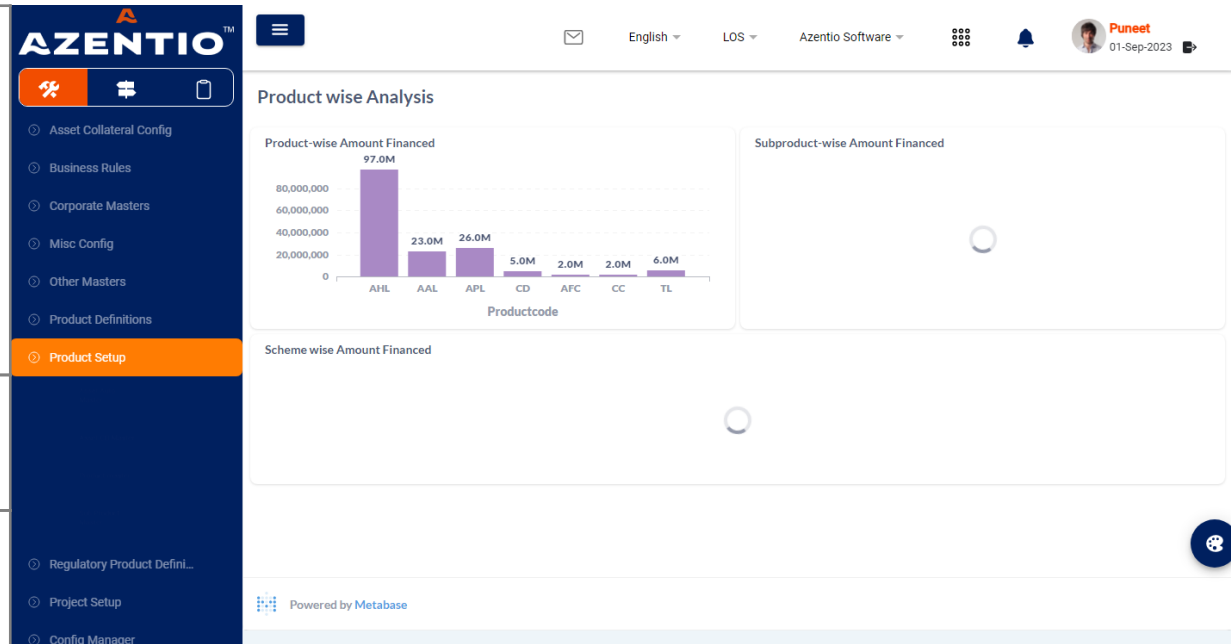 AZENTIO™
English
LOS
Azentio Software
Puneet
01-Sep-2023
Asset Collateral Config
Business Rules
Corporate Masters
Misc Config
Other Masters
Product Definitions
Product Setup
Regulatory Product Defini...
Project Setup
Config Manager
Product wise Analysis
Product-wise Amount Financed
97.0M
80,000,000
60,000,000
40,000,000
23.0M 26.0M
20,000,000
5.0M 2.0M 2.0M 6.0M
0
AHL AAL APL CD AFC CC TL
Productcode
Subproduct-wise Amount Financed
Scheme wise Amount Financed
Powered by Metabase